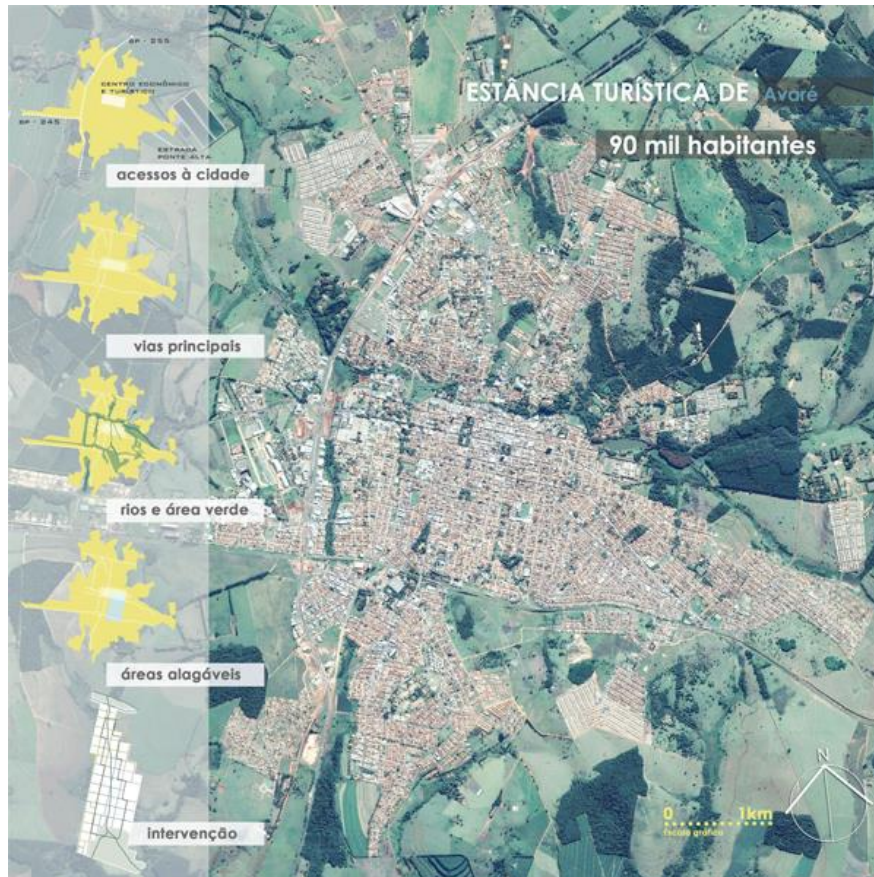 SP - 255
CENTRO ECONÔMICO
E TURÍSTICO
SP - 245
ESTRADA
PONTE ALTA
acessos à cidade
vias principais
rios e área verde
áreas alagáveis
intervenção
ESTÂNCIA TURÍSTICA DE Avaré
90 mil habitantes
N
0 1km
Escala gráfica